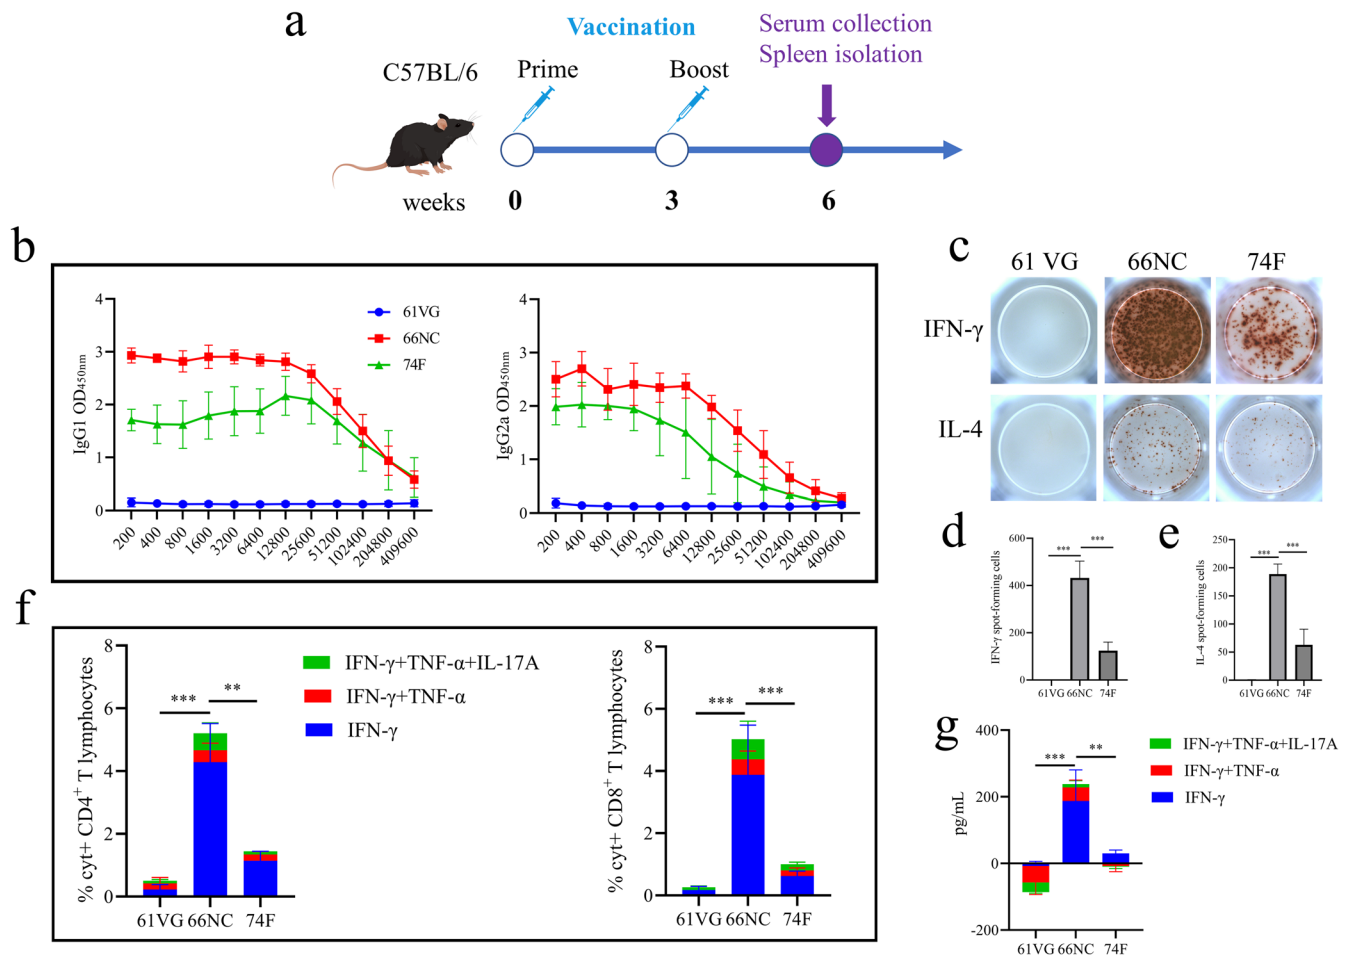 a
Vaccination
Serum collection
Spleen isolation
C57BL/6
Prime
Boost
weeks
0
3
6
b
4
3
2
1
0
IgG1 OD450nm
200
400
800
1600
3200
6400
12800
25600
51200
102400
204800
409600
61VG
66NC
74F
4
3
2
1
0
IgG2a OD450nm
200
400
800
1600
3200
6400
12800
25600
51200
102400
204800
409600
c
61 VG
66NC
74F
IFN-γ
IL-4
d
600
400
200
0
IFN-γ spot-forming cells
***
***
61VG 66NC 74F
e
250
200
150
100
50
0
IL-4 spot-forming cells
***
***
61VG 66NC 74F
f
8
6
4
2
0
% cyt+ CD4+ T lymphocytes
***
**
61VG 66NC 74F
IFN-γ+TNF-α+IL-17A
IFN-γ+TNF-α
IFN-γ
8
6
4
2
0
% cyt+ CD8+ T lymphocytes
***
***
61VG 66NC 74F
g
400
200
0
-200
pg/mL
***
**
61VG 66NC 74F
IFN-γ+TNF-α+IL-17A
IFN-γ+TNF-α
IFN-γ